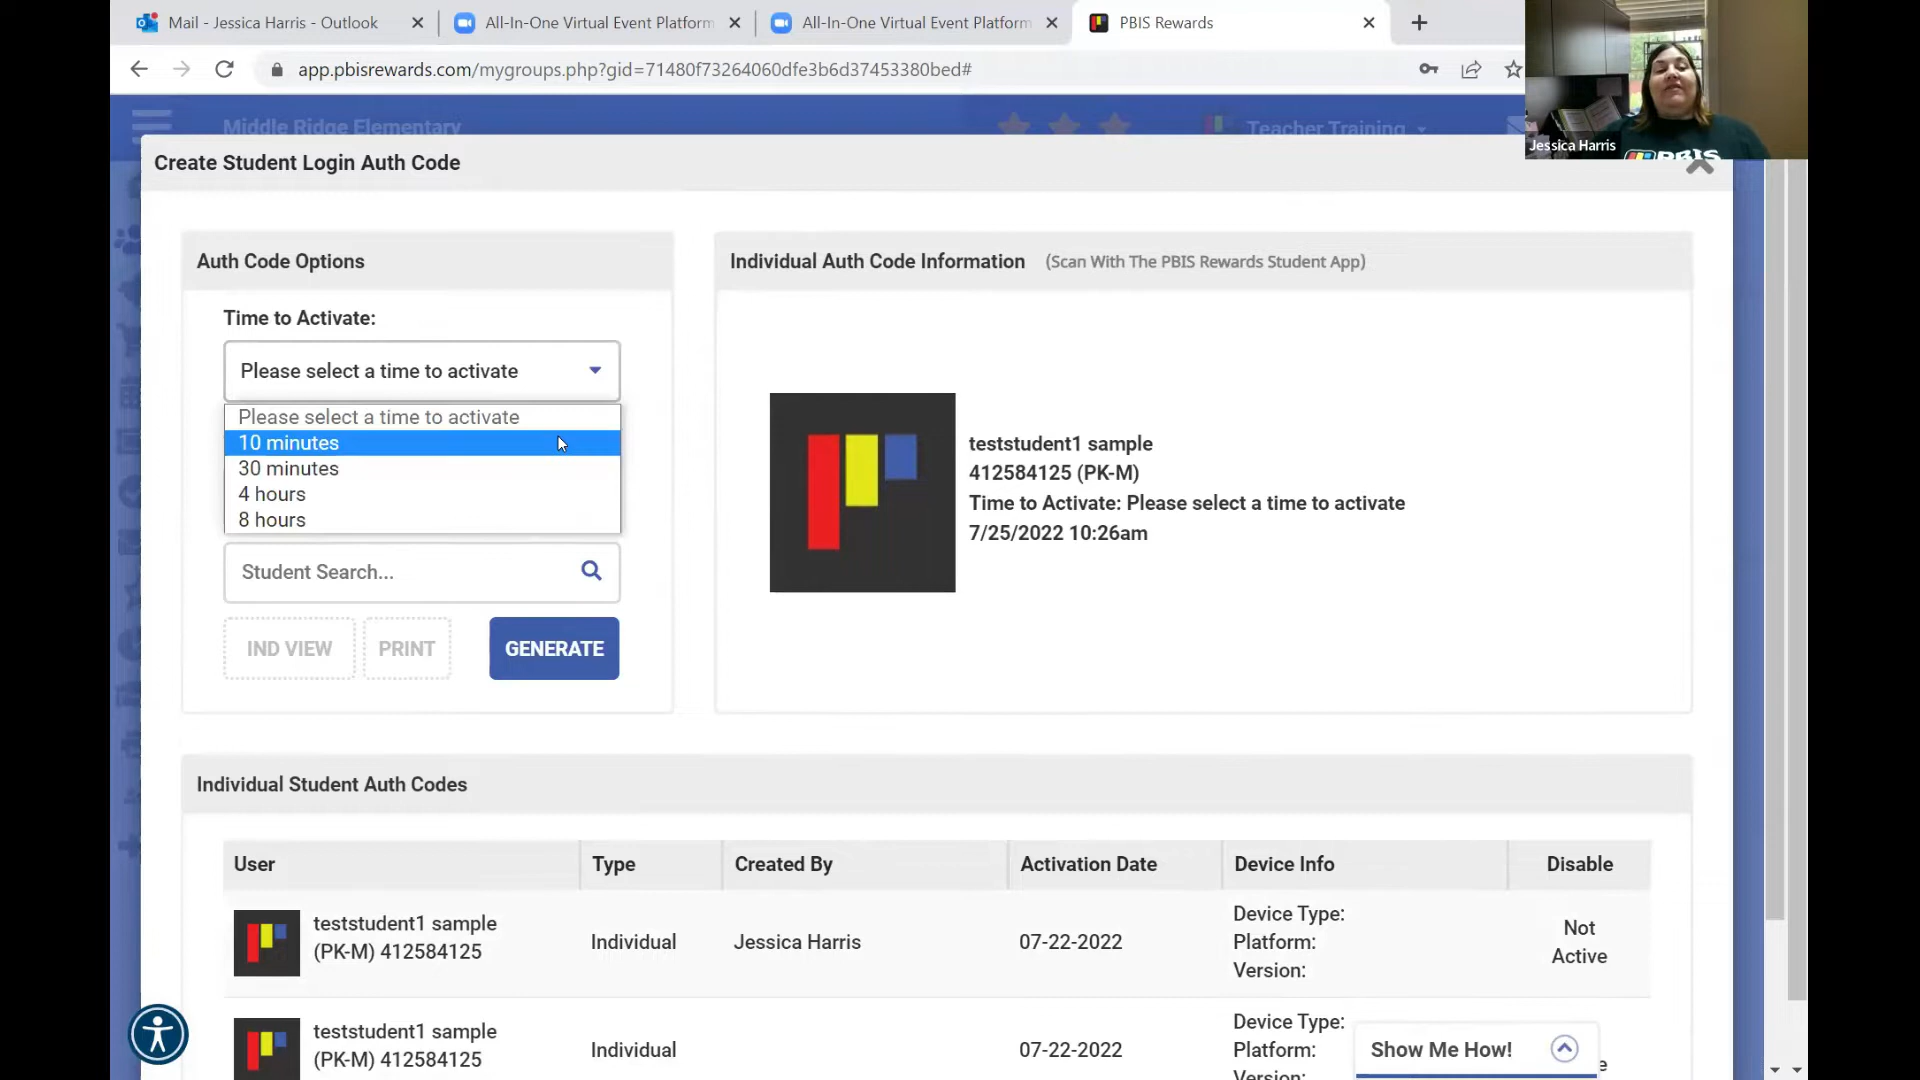 Mail - Jessica Harris - Outlook
All-In-One Virtual Event Platform
All-In-One Virtual Event Platform
PBIS Rewards
app.pbisrewards.com/mygroups.php?gid=71480f73264060dfe3b6d37453380bed#
Middle Ridge Elementary
Teacher Training
Jessica Harris
PBIS
Create Student Login Auth Code
Auth Code Options
Individual Auth Code Information (Scan With The PBIS Rewards Student App)
Time to Activate:
Please select a time to activate
Please select a time to activate
10 minutes
30 minutes
4 hours
8 hours
teststudent1 sample
412584125 (PK-M)
Time to Activate: Please select a time to activate
7/25/2022 10:26am
Student Search...
IND VIEW PRINT GENERATE
Individual Student Auth Codes
User Type Created By Activation Date Device Info Disable
teststudent1 sample
(PK-M) 412584125
Individual
Jessica Harris
07-22-2022
Device Type:
Platform:
Version:
Not
Active
teststudent1 sample
(PK-M) 412584125
Individual
07-22-2022
Device Type:
Platform:
Version:
Show Me How!